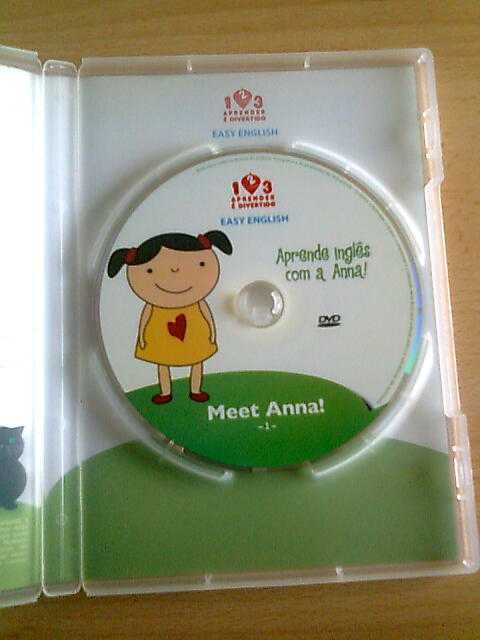 1 2 3
APRENDER
É DIVERTIDO
EASY ENGLISH
1 2 3
APRENDER
É DIVERTIDO
EASY ENGLISH
Aprende inglês
com a Anna!
DVD
Meet Anna!
-1-